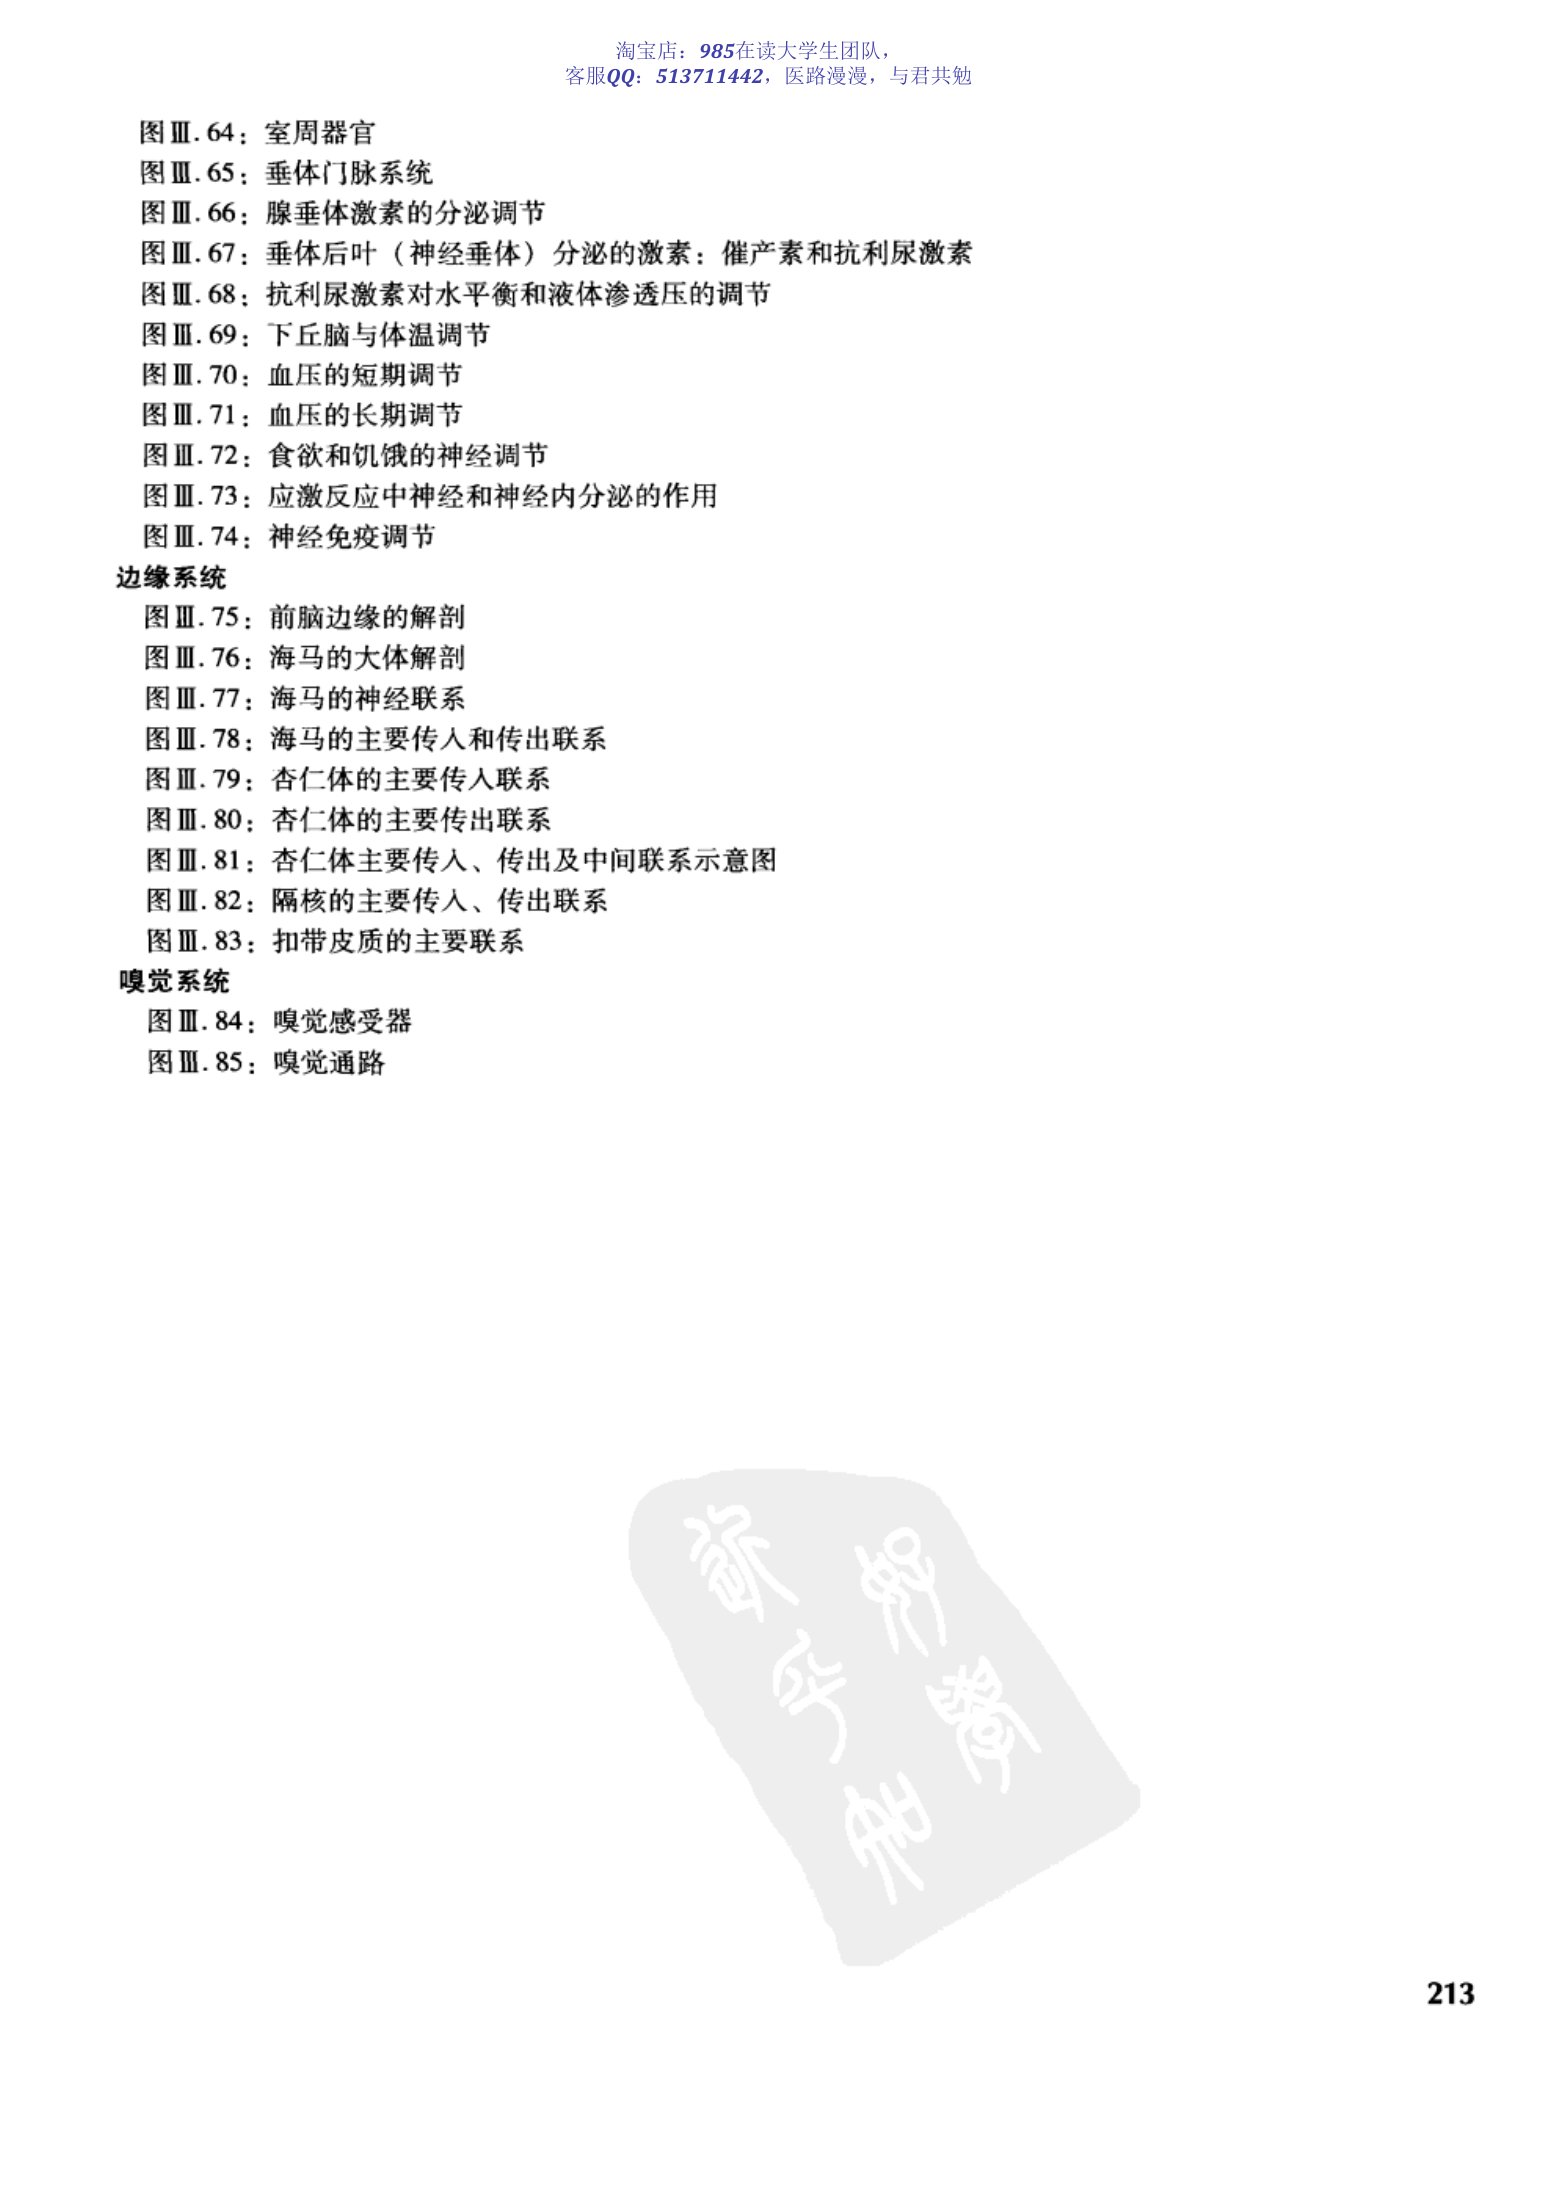 淘宝店：985在读大学生团队，
客服QQ：513711442，医路漫漫，与君共勉
图Ⅲ.64：室周器官
图Ⅲ.65：垂体门脉系统
图Ⅲ.66：腺垂体激素的分泌调节
图Ⅲ.67：垂体后叶（神经垂体）分泌的激素：催产素和抗利尿激素
图Ⅲ.68：抗利尿激素对水平衡和液体渗透压的调节
图Ⅲ.69：下丘脑与体温调节
图Ⅲ.70：血压的短期调节
图Ⅲ.71：血压的长期调节
图Ⅲ.72：食欲和饥饿的神经调节
图Ⅲ.73：应激反应中神经和神经内分泌的作用
图Ⅲ.74：神经免疫调节
边缘系统
图Ⅲ.75：前脑边缘的解剖
图Ⅲ.76：海马的大体解剖
图Ⅲ.77：海马的神经联系
图Ⅲ.78：海马的主要传入和传出联系
图Ⅲ.79：杏仁体的主要传入联系
图Ⅲ.80：杏仁体的主要传出联系
图Ⅲ.81：杏仁体主要传入、传出及中间联系示意图
图Ⅲ.82：隔核的主要传入、传出联系
图Ⅲ.83：扣带皮质的主要联系
嗅觉系统
图Ⅲ.84：嗅觉感受器
图Ⅲ.85：嗅觉通路
213